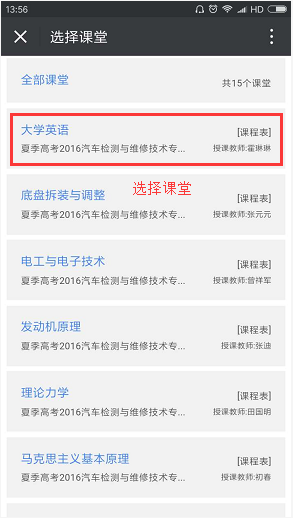 13:56
HD
选择课堂
全部课堂
共15个课堂
大学英语
[课程表]
夏季高考2016汽车检测与维修技术专...
授课教师:霍琳琳
底盘拆装与调整
[课程表]
选择课堂
夏季高考2016汽车检测与维修技术专...
授课教师:张元元
电工与电子技术
[课程表]
夏季高考2016汽车检测与维修技术专...
授课教师:曾祥军
发动机原理
[课程表]
夏季高考2016汽车检测与维修技术专...
授课教师:张迪
理论力学
[课程表]
夏季高考2016汽车检测与维修技术专...
授课教师:田国明
马克思主义基本原理
[课程表]
夏季高考2016汽车检测与维修技术专...
授课教师:初春